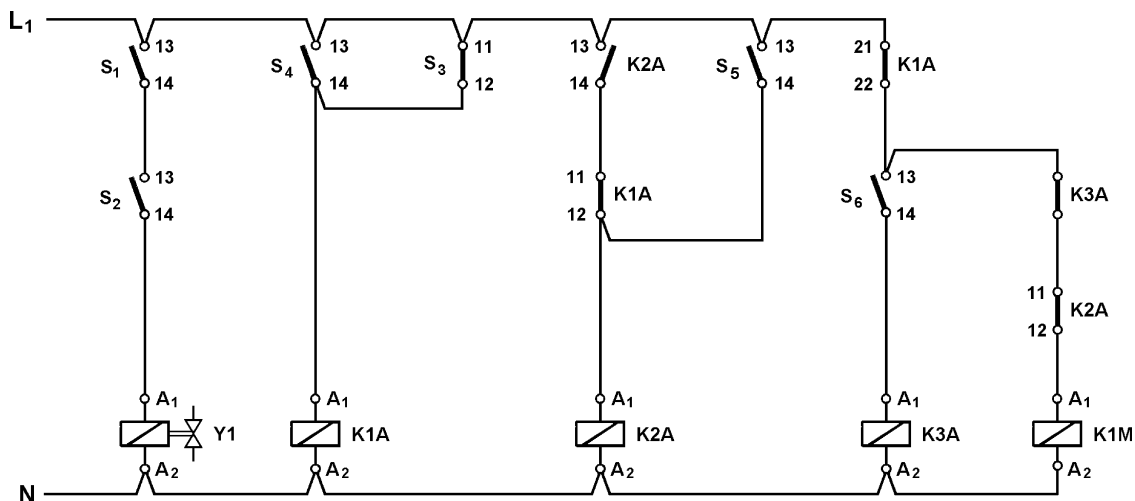 L1
13 13 11 13 13 21
S1 S4 S3 K2A S5 K1A
14 14 12 14 14 22
13 11 13
S2 K1A S6 K3A
14 12 14
11
K2A
12
A1 A1 A1 A1 A1
Y1 K1A K2A K3A K1M
A2 A2 A2 A2 A2
N